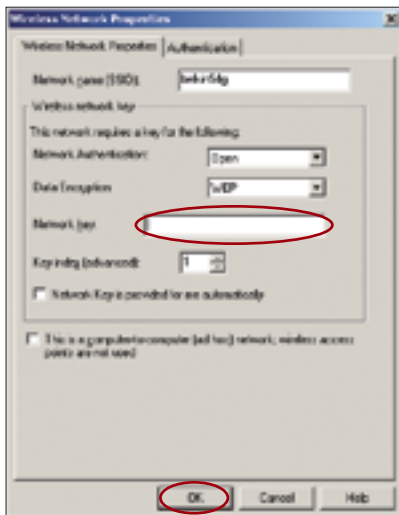 Wireless Network Properties
Wireless Network Properties
Authentication
Network name (SSID):
belkin54g
Wireless network key
This network requires a key for the following:
Network Authentication:
Open
Data Encryption
WEP
Network key
Key index (advanced):
1
Network Key is provided for me automatically
This is a computer-to-computer (ad hoc) network; wireless access
points are not used
OK
Cancel
Help